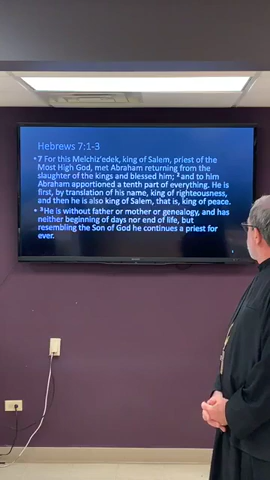 Hebrews 7:1-3
• 7 For this Melchiz'edek, king of Salem, priest of the
Most High God, met Abraham returning from the
slaughter of the kings and blessed him; 2 and to him
Abraham apportioned a tenth part of everything. He is
first, by translation of his name, king of righteousness,
and then he is also king of Salem, that is, king of peace.
• 3 He is without father or mother or genealogy, and has
neither beginning of days nor end of life, but
resembling the Son of God he continues a priest for
ever.